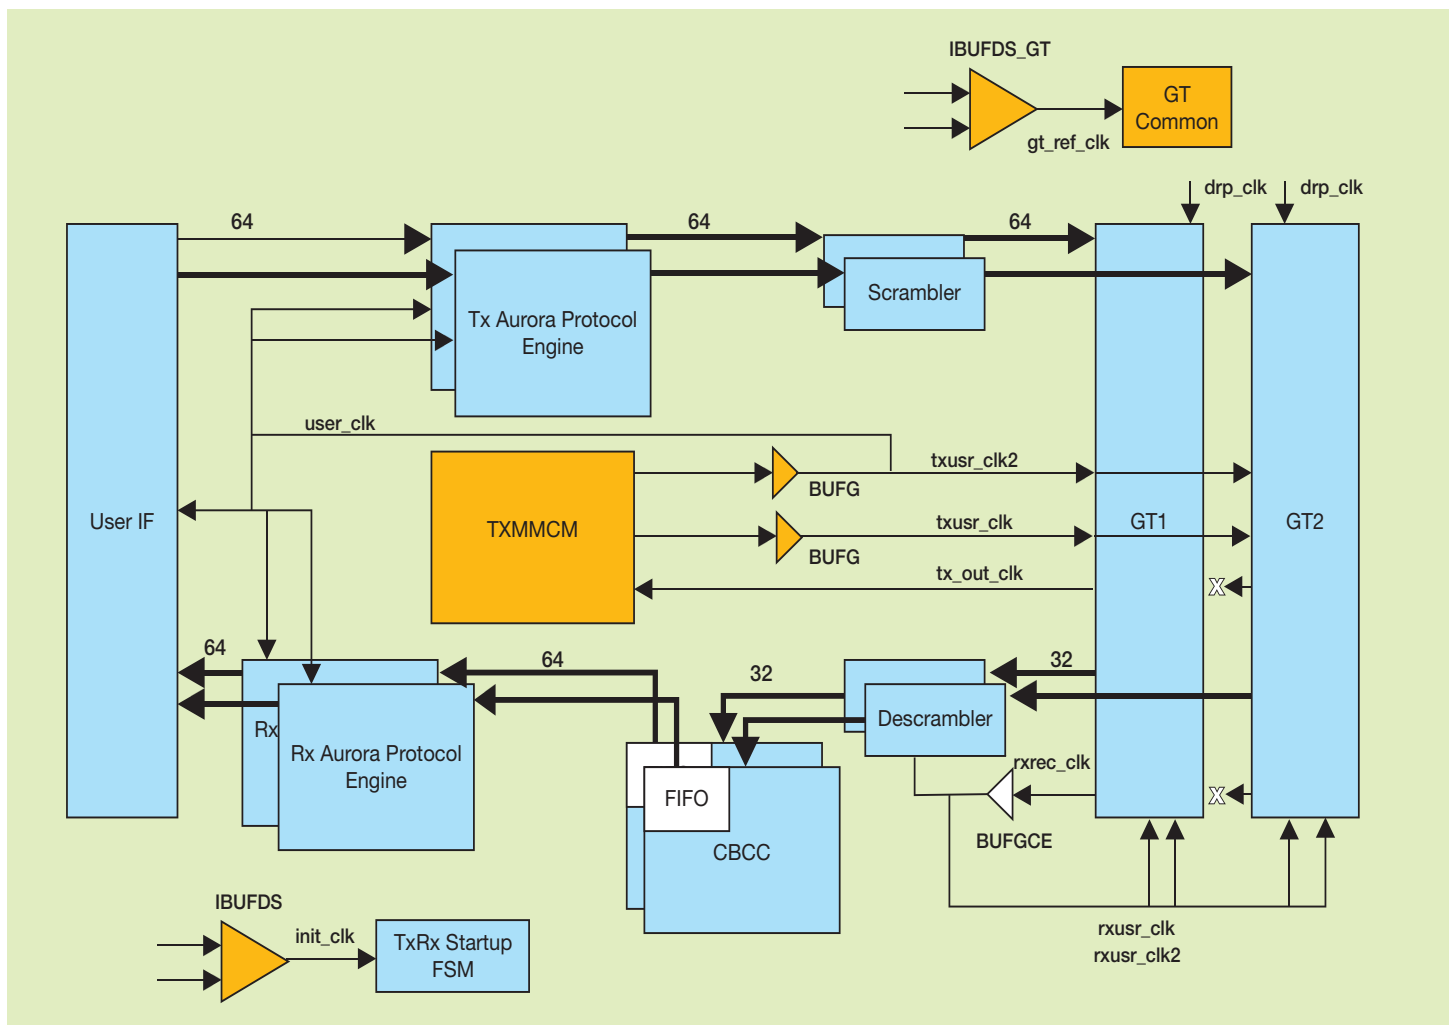 IBUFDS_GT
GT
Common
gt_ref_clk
drp_clk
drp_clk
64
64
64
Tx Aurora Protocol
Engine
Scrambler
user_clk
txusr_clk2
BUFG
User IF
TXMMCM
txusr_clk
GT1
GT2
BUFG
tx_out_clk
X
64
64
32
32
Rx
Rx Aurora Protocol
Engine
Descrambler
rxrec_clk
X
FIFO
CBCC
BUFGCE
IBUFDS
init_clk
TxRx Startup
FSM
rxusr_clk
rxusr_clk2